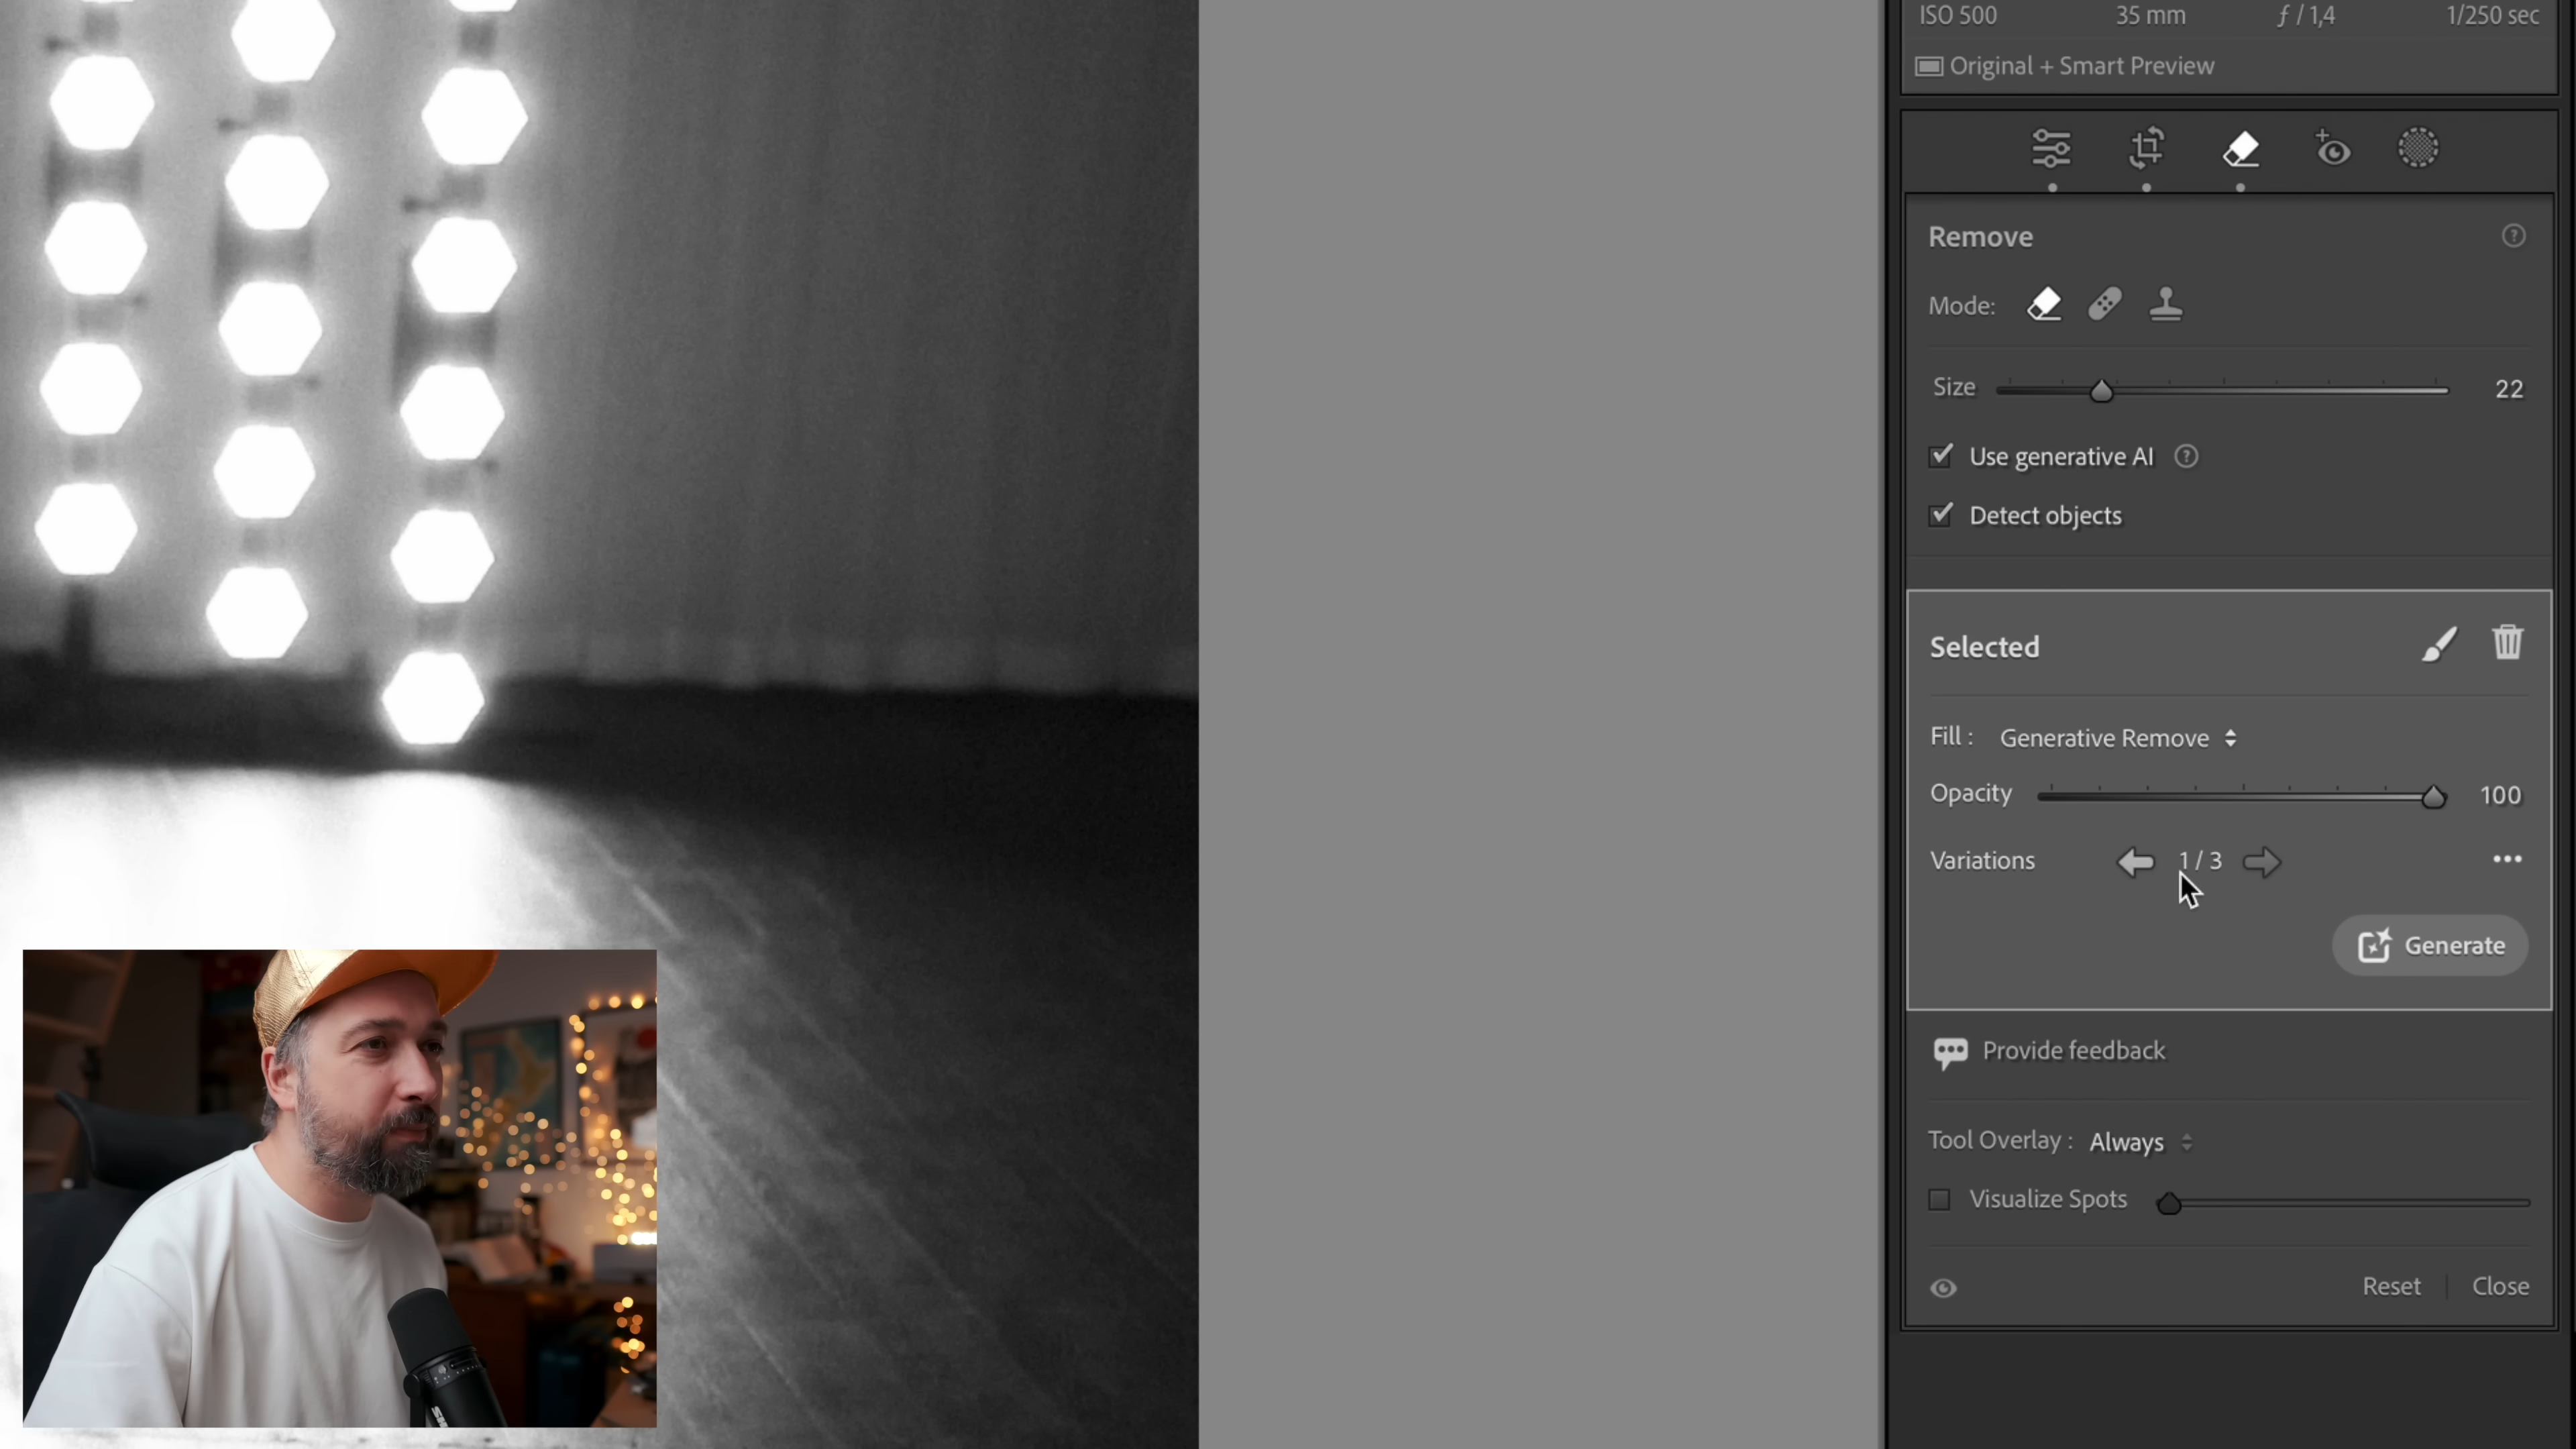 ISO 500 35 mm ƒ / 1,4 1/250 sec
Original + Smart Preview
Remove
Mode:
Size 22
Use generative AI
Detect objects
Selected
Fill : Generative Remove
Opacity 100
Variations 1 / 3
Generate
Provide feedback
Tool Overlay : Always
Visualize Spots
Reset Close